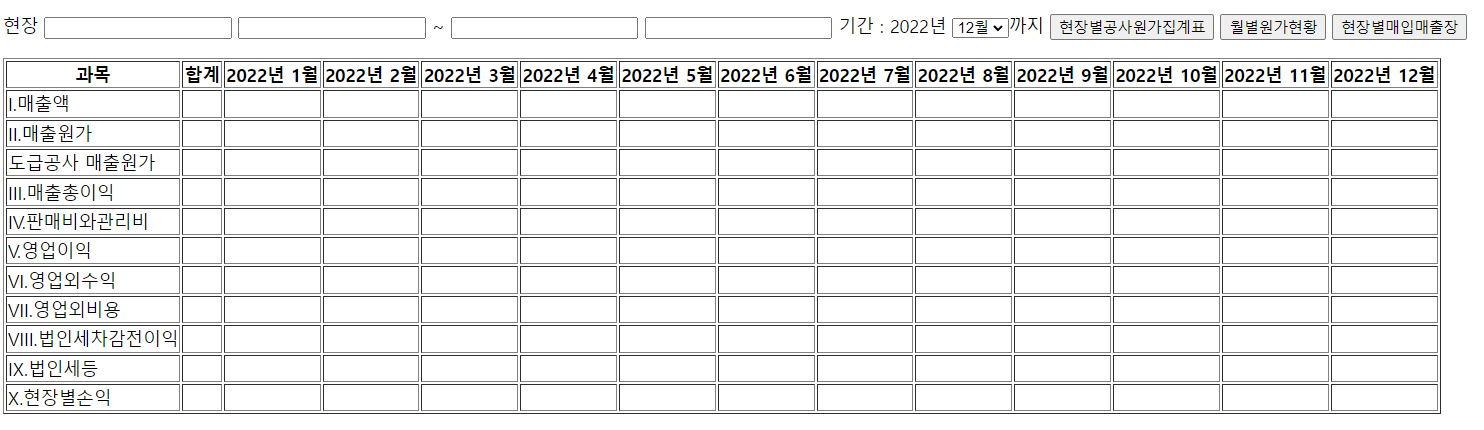 현장 ~ 기간 : 2022년 12월 까지 현장별공사원가집계표 월별원가현황 현장별매입매출장
과목 합계 2022년 1월 2022년 2월 2022년 3월 2022년 4월 2022년 5월 2022년 6월 2022년 7월 2022년 8월 2022년 9월 2022년 10월 2022년 11월 2022년 12월
I.매출액
II.매출원가
도급공사 매출원가
III.매출총이익
IV.판매비와관리비
V.영업이익
VI.영업외수익
VII.영업외비용
VIII.법인세차감전이익
IX.법인세등
X.현장별손익